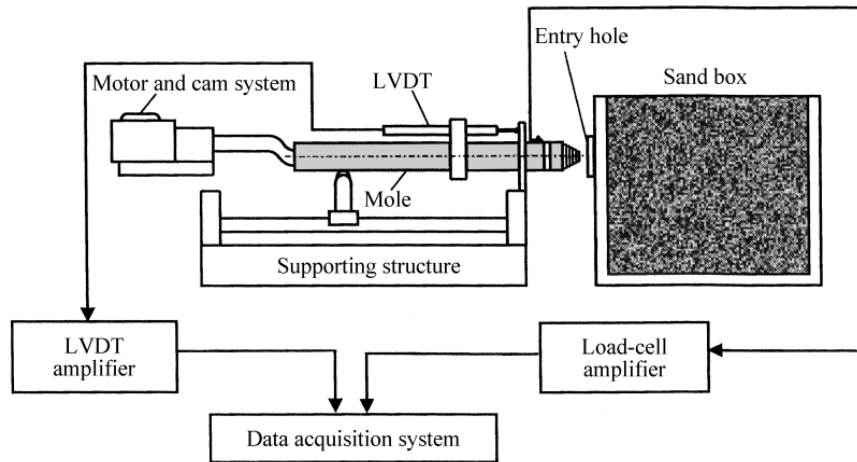 Entry hole
Motor and cam system
LVDT
Sand box
Mole
Supporting structure
LVDT
amplifier
Load-cell
amplifier
Data acquisition system